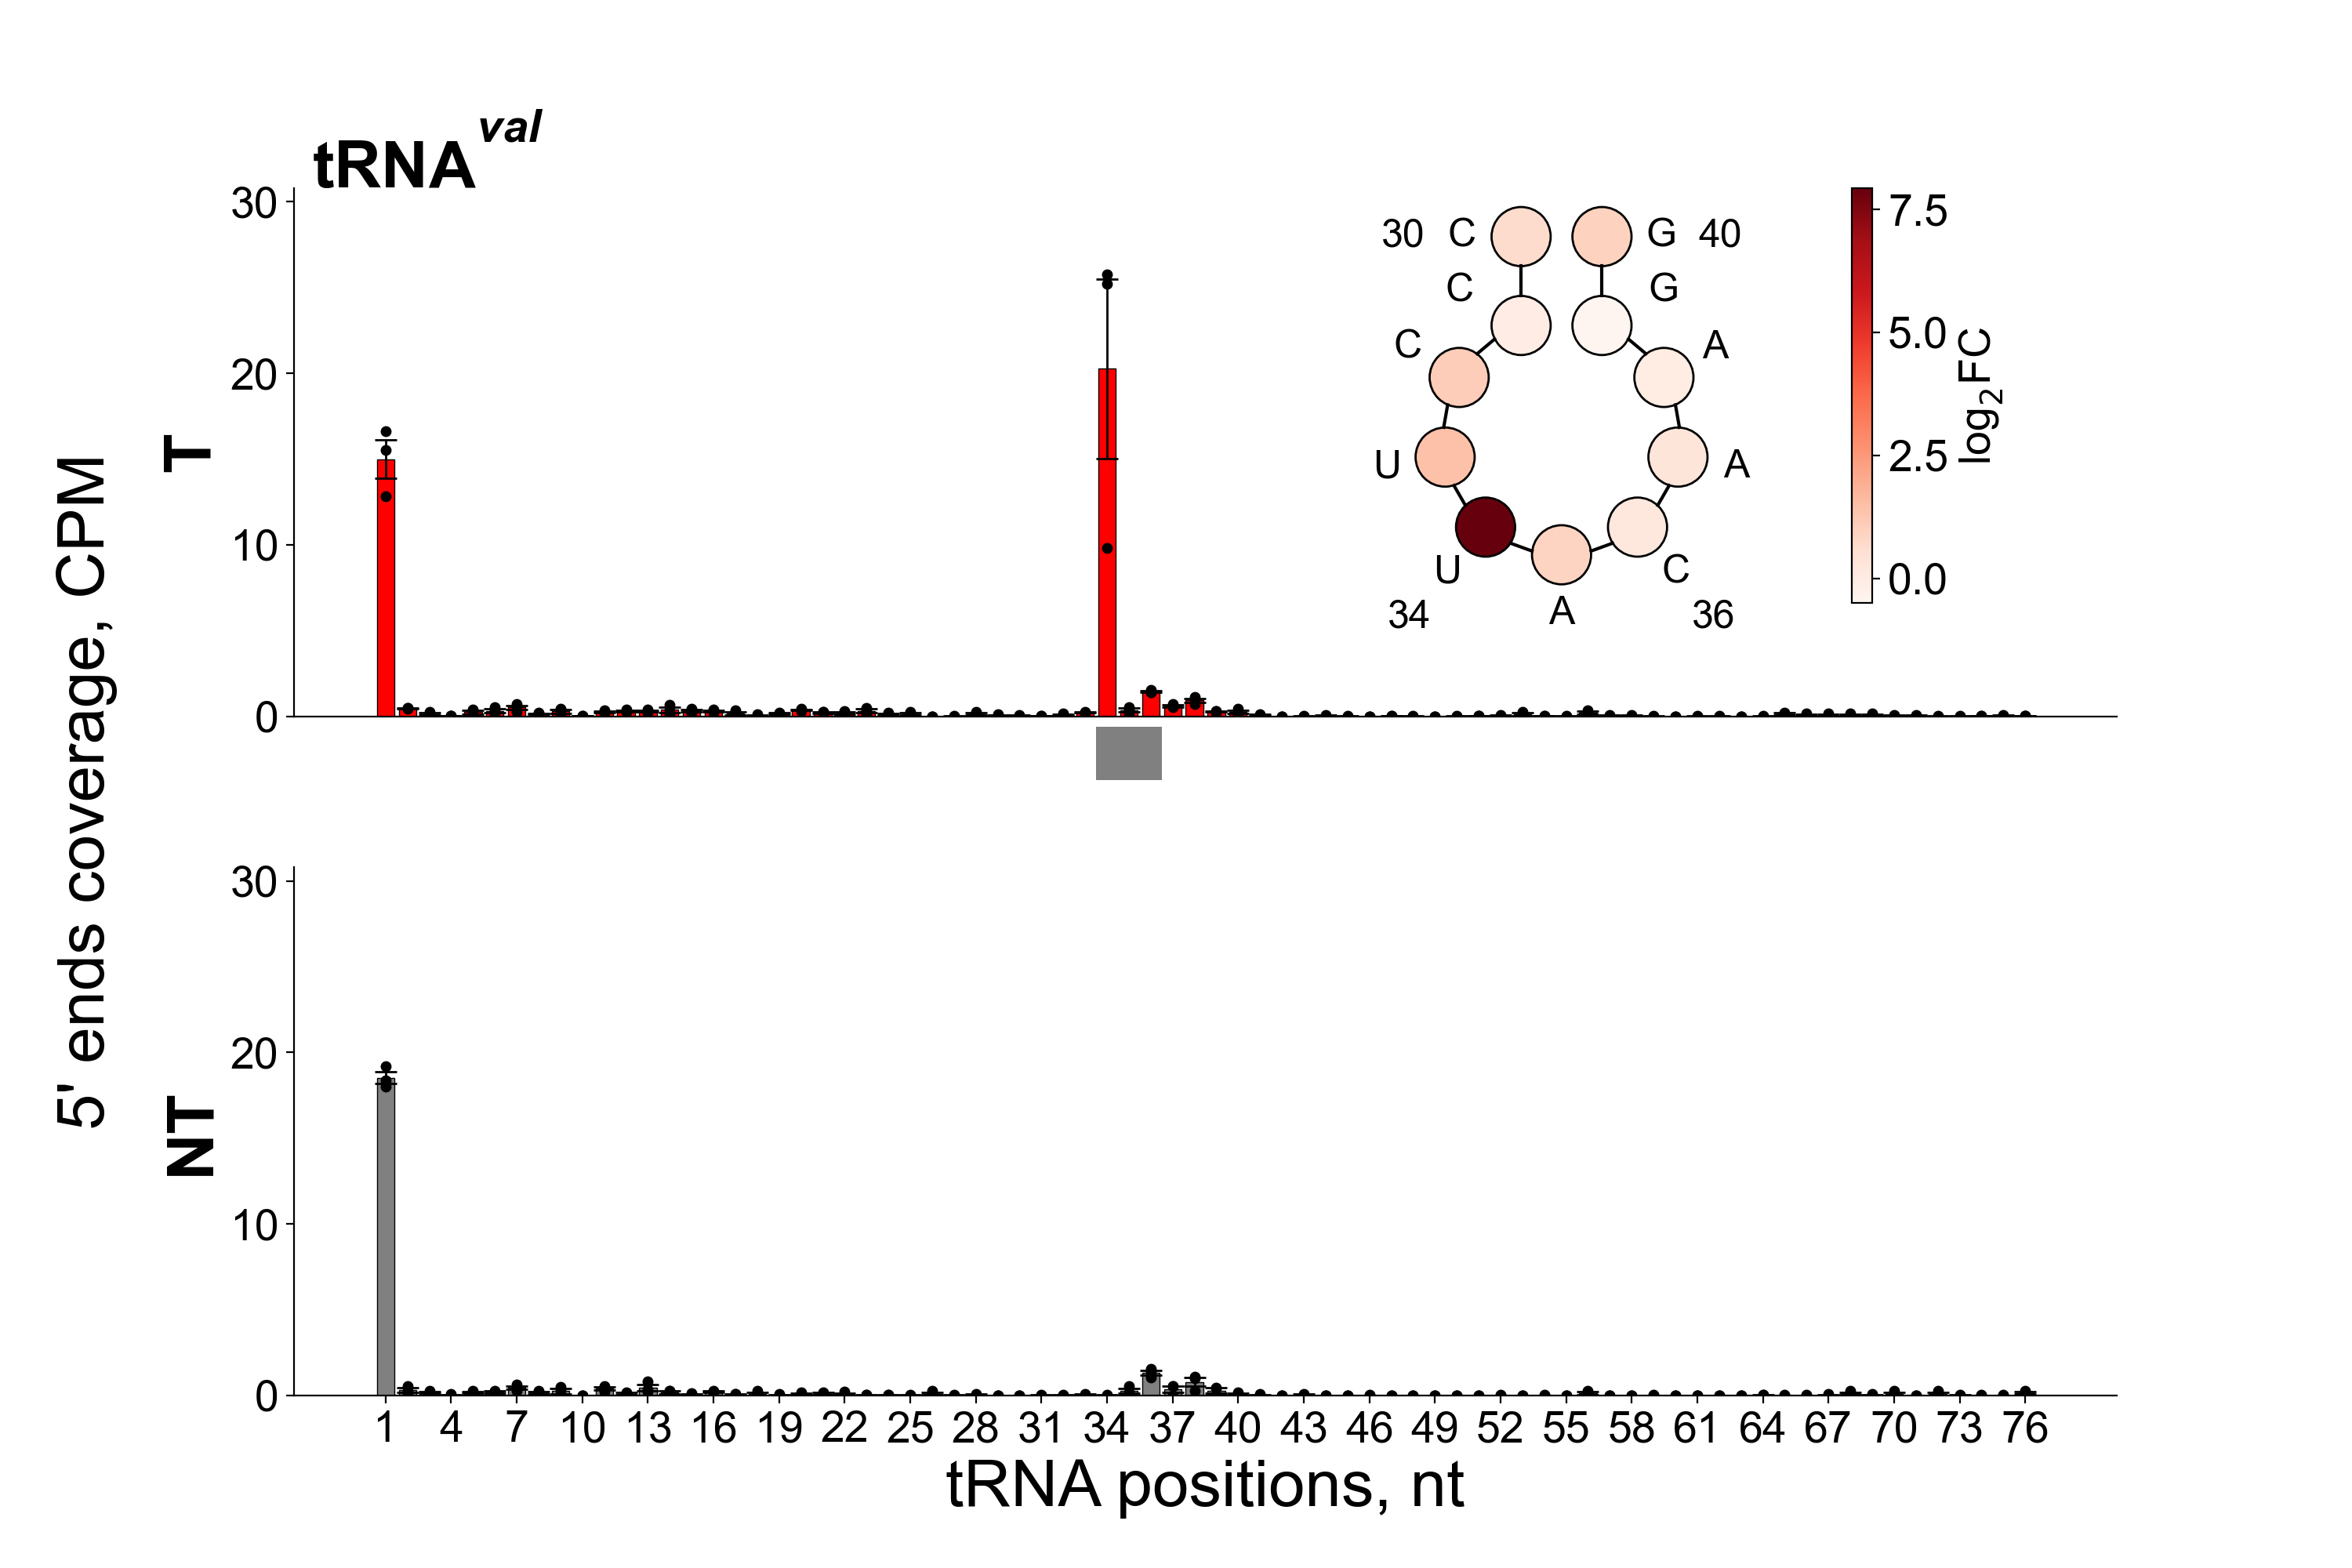 tRNAval
30
20
10
0
T
5' ends coverage, CPM
30 C G 40
C G
C A
U A
U C
34 A 36
7.5
5.0
2.5
0.0
log2FC
30
20
10
0
NT
1 4 7 10 13 16 19 22 25 28 31 34 37 40 43 46 49 52 55 58 61 64 67 70 73 76
tRNA positions, nt